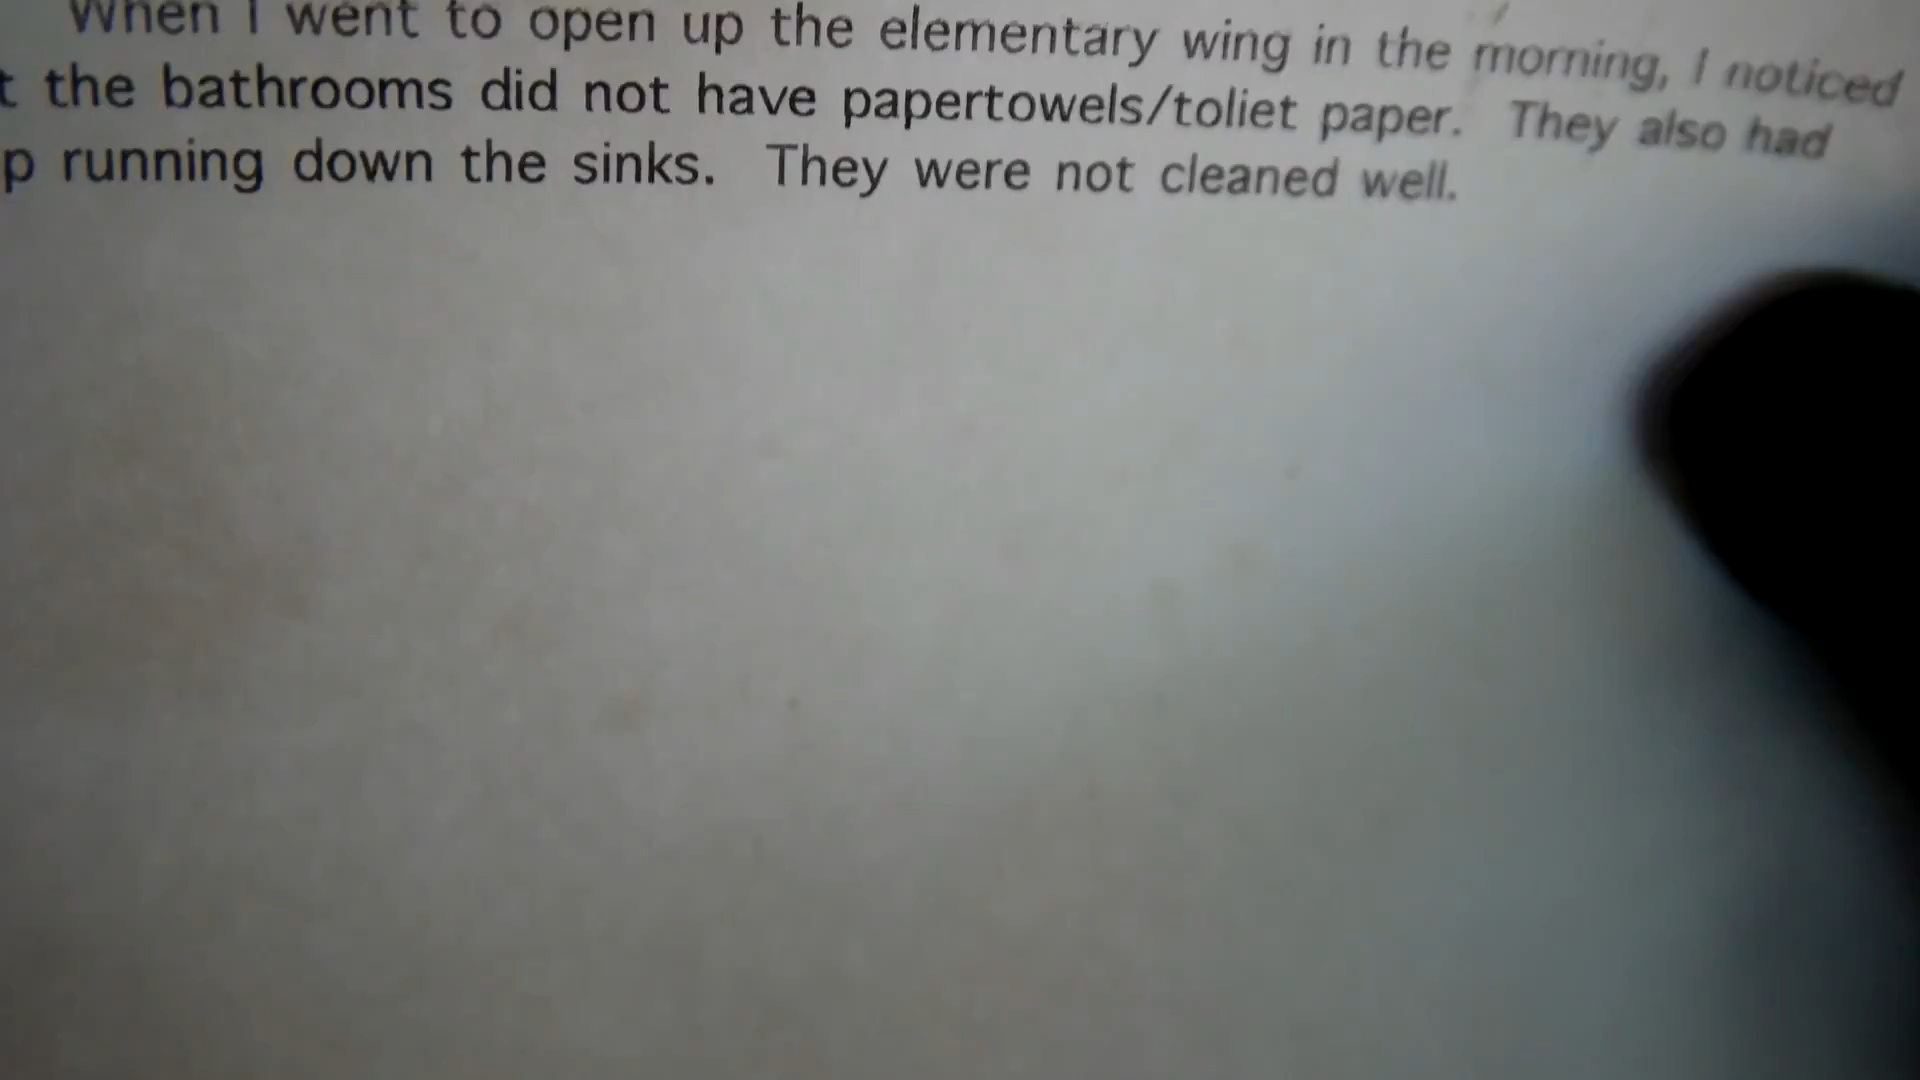 When I went to open up the elementary wing in the morning, I noticed
t the bathrooms did not have papertowels/toliet paper. They also had
p running down the sinks. They were not cleaned well.